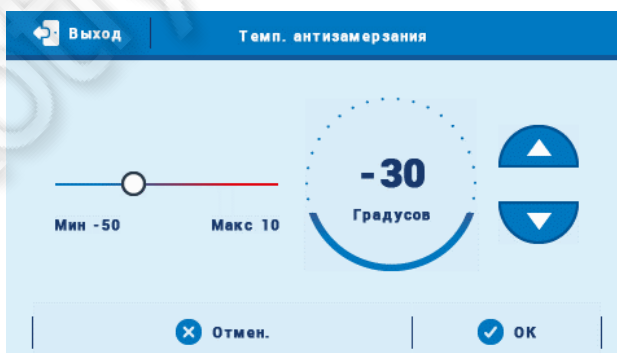 Выход
Темп. антизамерзания
-30
Градусов
Мин -50
Макс 10
Отмен.
ОК